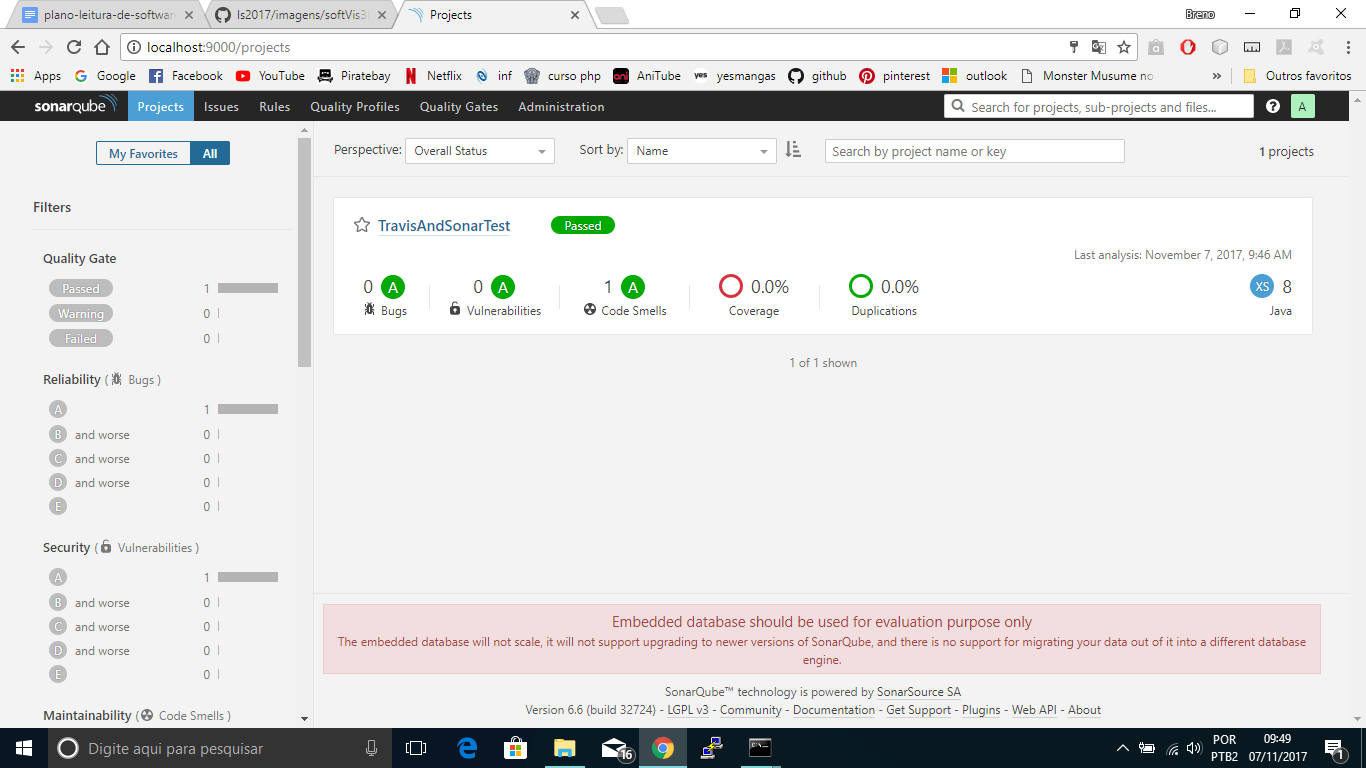 plano-leitura-de-softwar
ls2017/imagens/softVis3
Projects
Breno
localhost:9000/projects
Apps
Google
Facebook
YouTube
Piratebay
Netflix
inf
curso php
AniTube
yes yesmangas
github
pinterest
outlook
Monster Musume no
»
Outros favoritos
sonarqube
Projects
Issues
Rules
Quality Profiles
Quality Gates
Administration
Search for projects, sub-projects and files...
?
A
My Favorites
All
Perspective:
Overall Status
Sort by:
Name
Search by project name or key
1 projects
Filters
Quality Gate
Passed 1
Warning 0
Failed 0
Reliability ( Bugs )
A 1
B and worse 0
C and worse 0
D and worse 0
E 0
Security ( Vulnerabilities )
A 1
B and worse 0
C and worse 0
D and worse 0
E 0
Maintainability ( Code Smells )
TravisAndSonarTest
Passed
Last analysis: November 7, 2017, 9:46 AM
0 A
Bugs
0 A
Vulnerabilities
1 A
Code Smells
0.0%
Coverage
0.0%
Duplications
XS 8
Java
1 of 1 shown
Embedded database should be used for evaluation purpose only
The embedded database will not scale, it will not support upgrading to newer versions of SonarQube, and there is no support for migrating your data out of it into a different database
engine.
SonarQube™ technology is powered by SonarSource SA
Version 6.6 (build 32724) - LGPL v3 - Community - Documentation - Get Support - Plugins - Web API - About
Digite aqui para pesquisar
16
POR
PTB2
09:49
07/11/2017
1